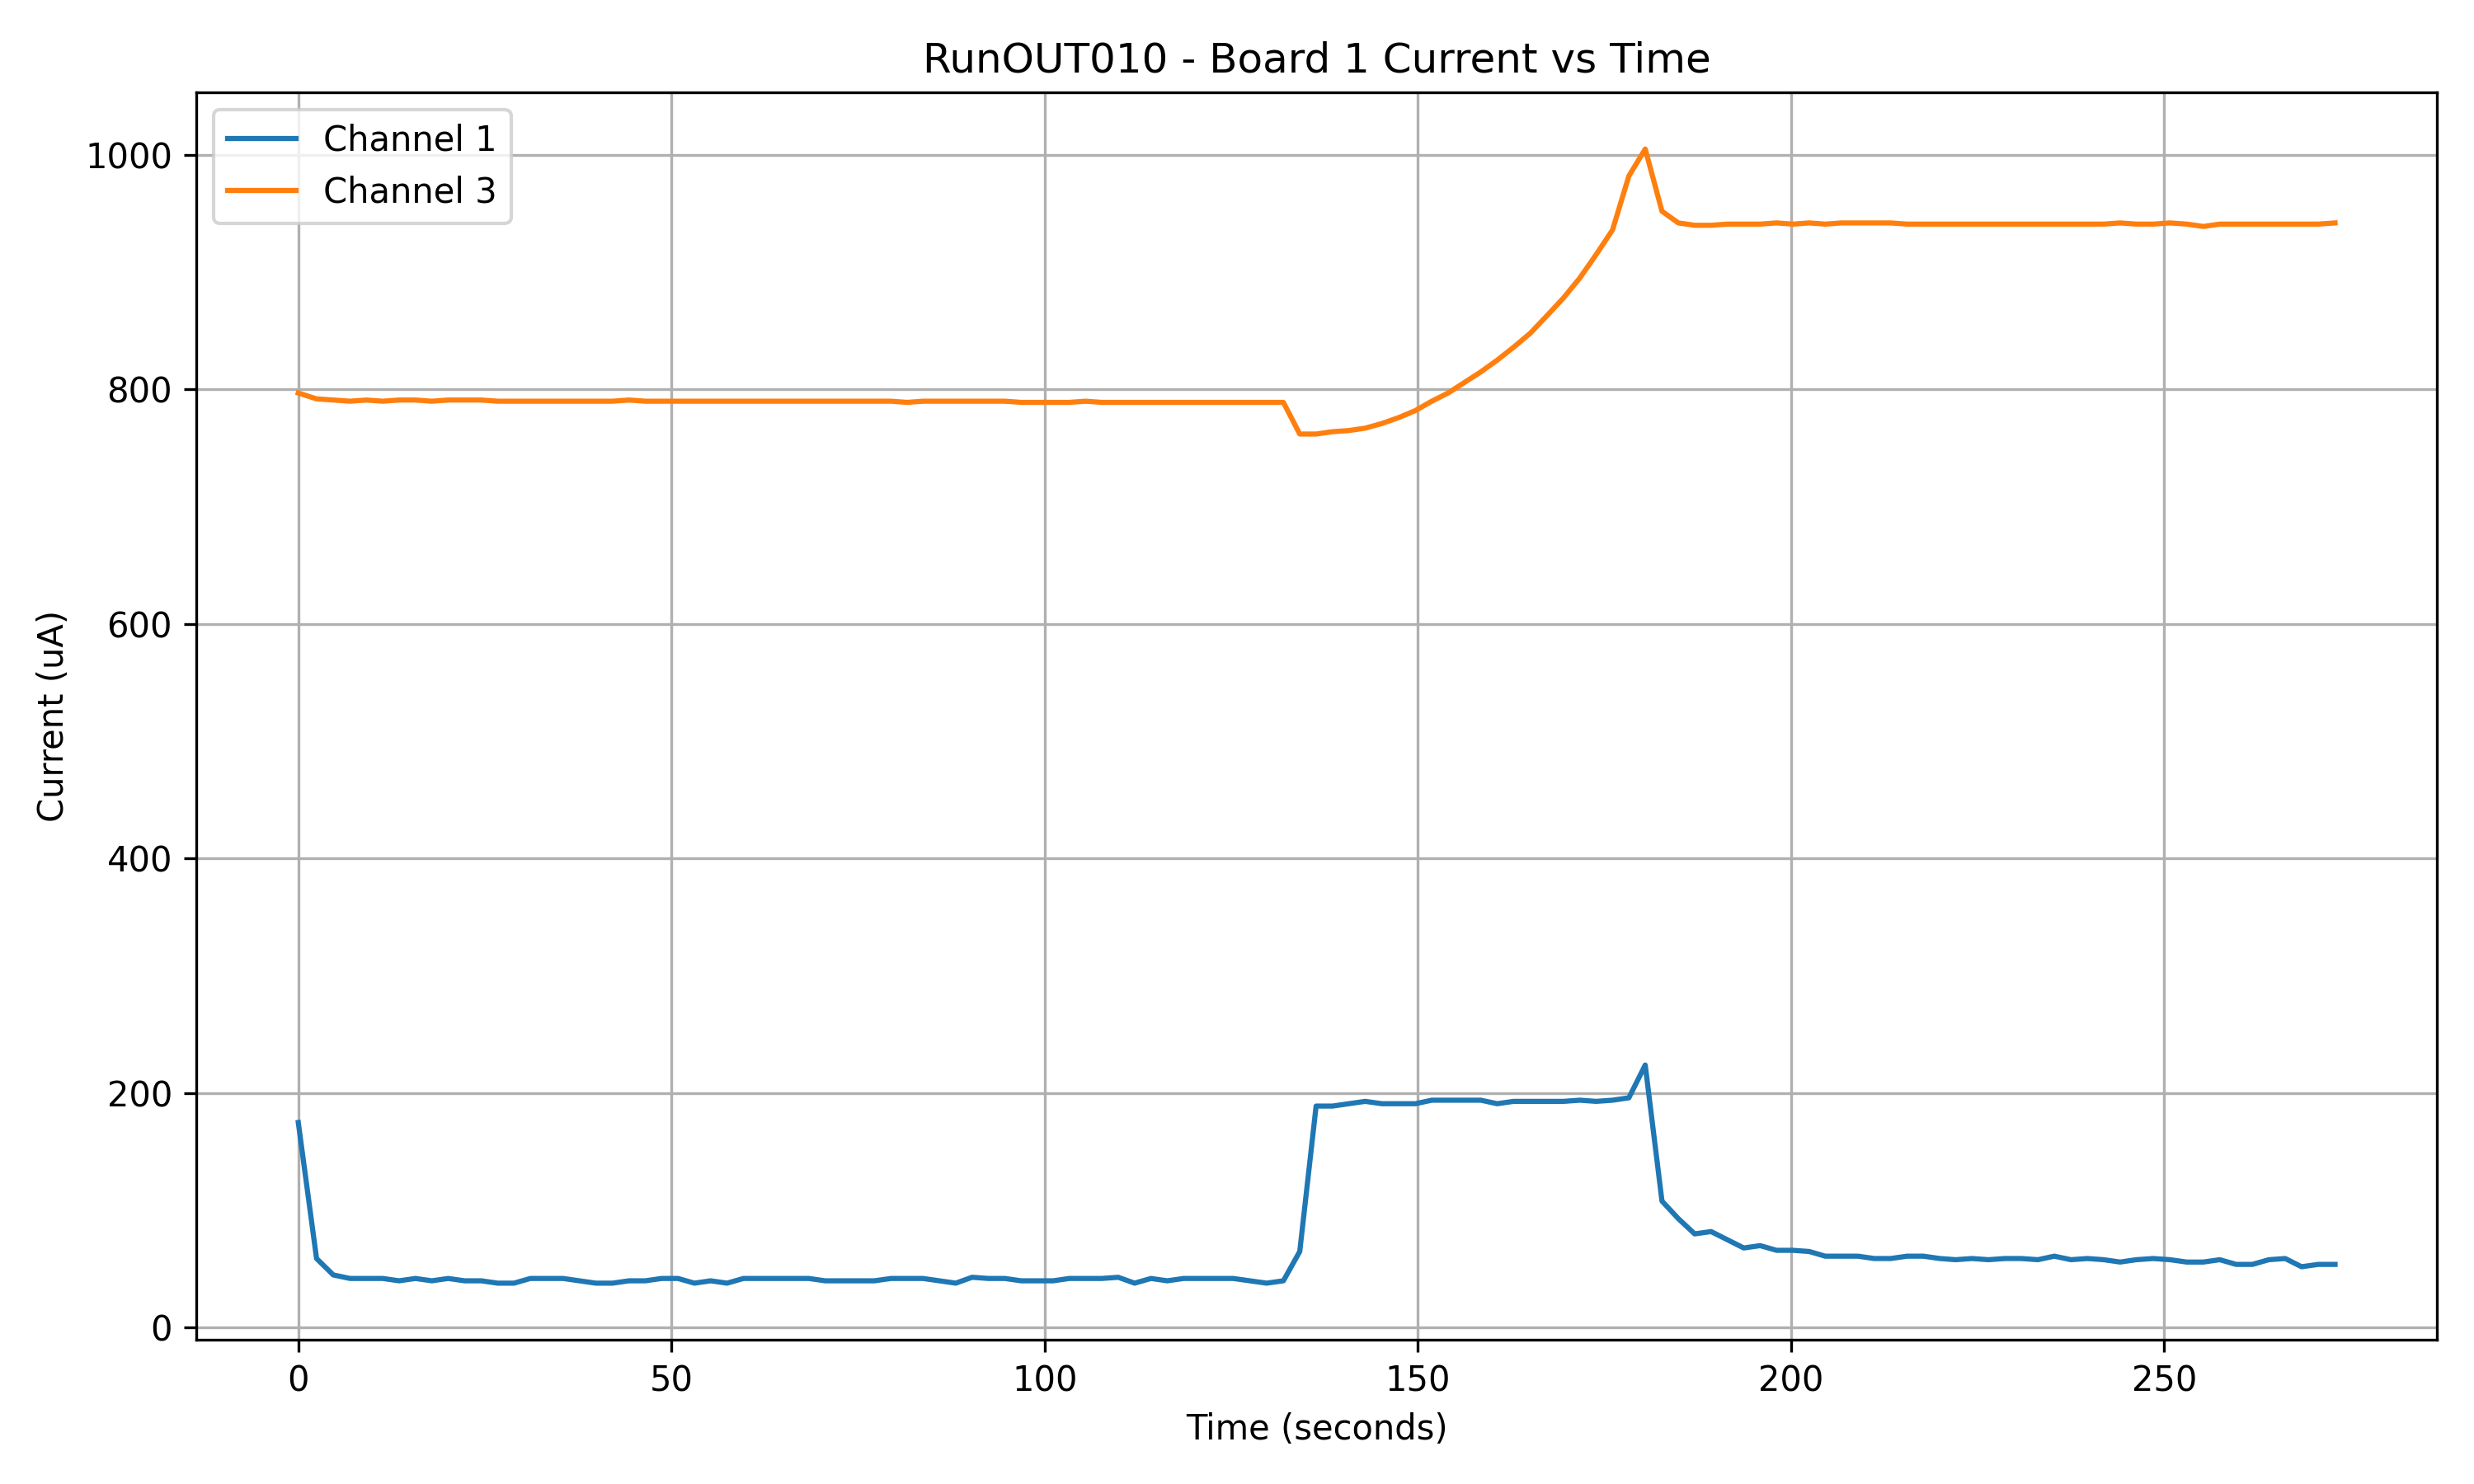 RunOUT010 - Board 1 Current vs Time
Channel 1
Channel 3
1000
800
600
400
200
0
Current (uA)
0 50 100 150 200 250
Time (seconds)